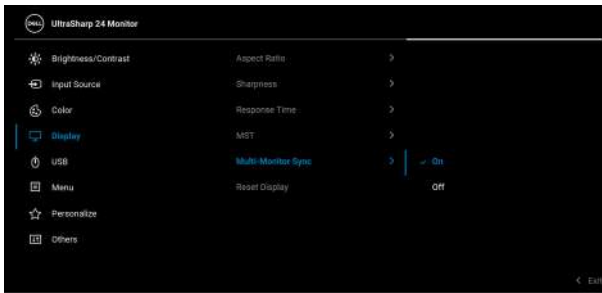 DELL UltraSharp 24 Monitor
Brightness/Contrast
Aspect Ratio
Input Source
Sharpness
Color
Response Time
Display
MST
USB
Multi-Monitor Sync
On
Menu
Reset Display
Off
Personalize
Others
Exit